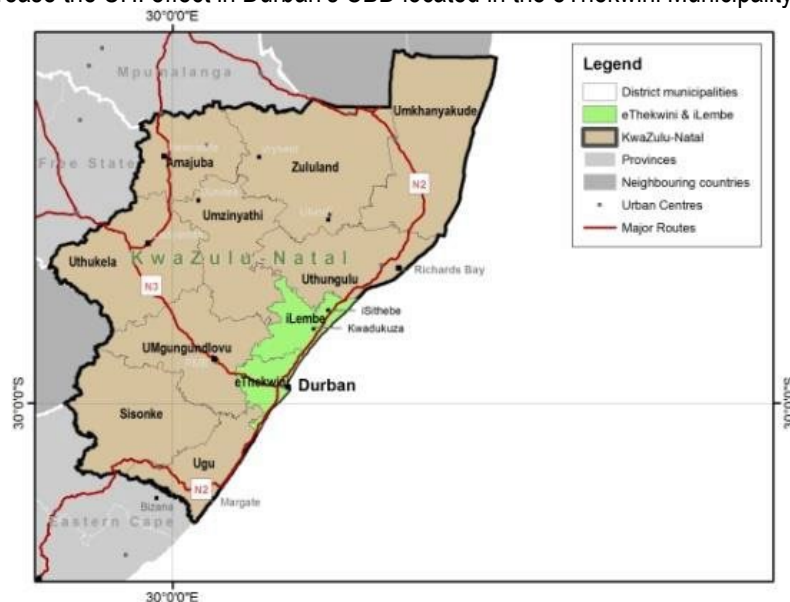 rease the UHI effect in Durban's CBD located in the eThekwini Municipality
30°0'0"E
Mpumalanga
Free State
Umkhanyakude
Amajuba
Zululand
N2
Umzinyathi
Uthukela
KwaZulu-Natal
Uthungulu
Richards Bay
N3
iSithebe
iLembe
Kwadukuza
UMgungundlovu
eThekwini
Durban
30°0'0"S
30°0'0"S
Sisonke
Ugu
N2
Margate
Bizana
Eastern Cape
30°0'0"E
Legend
District municipalities
eThekwini & iLembe
KwaZulu-Natal
Provinces
Neighbouring countries
Urban Centres
Major Routes